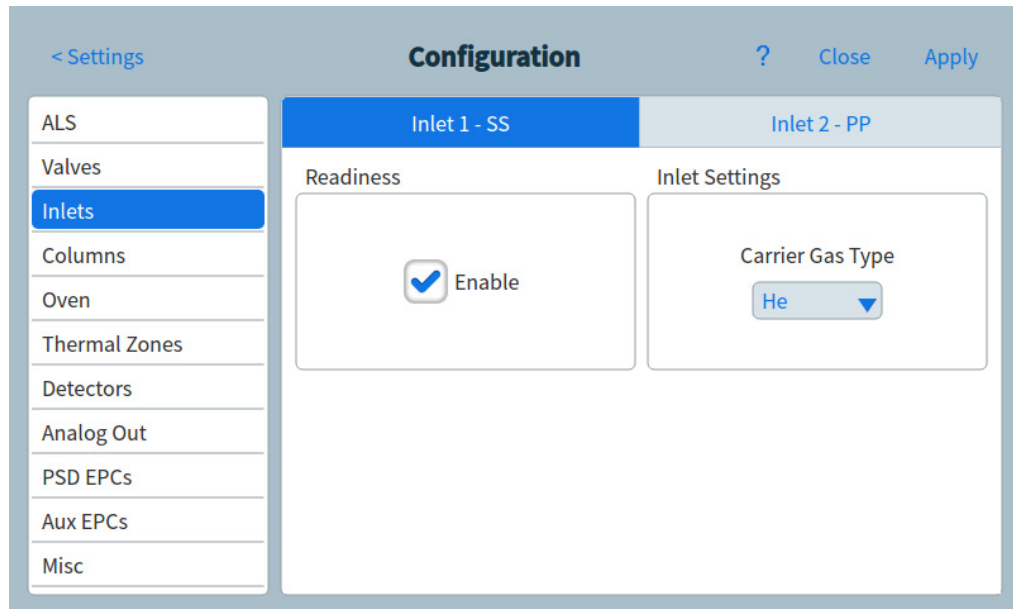 < Settings
Configuration
?
Close
Apply
ALS
Valves
Inlets
Columns
Oven
Thermal Zones
Detectors
Analog Out
PSD EPCs
Aux EPCs
Misc
Inlet 1 - SS
Inlet 2 - PP
Readiness
Enable
Inlet Settings
Carrier Gas Type
He